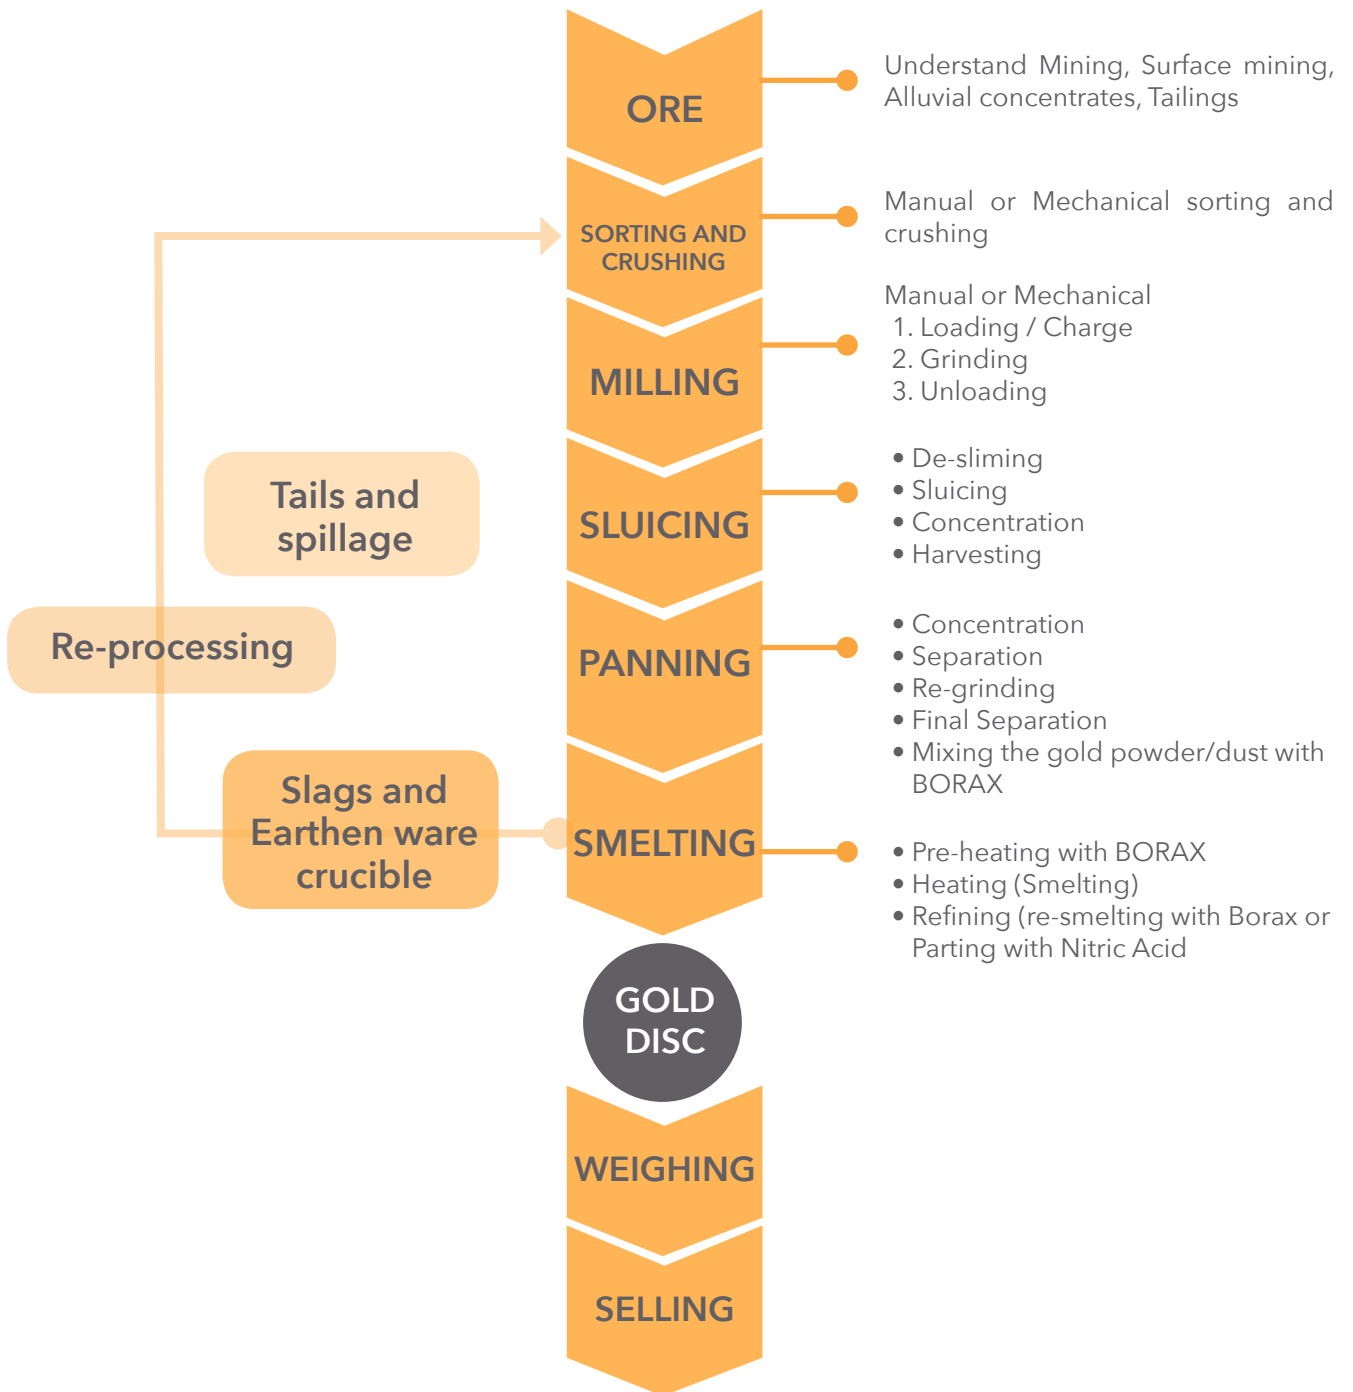 ORE
Understand Mining, Surface mining,
Alluvial concentrates, Tailings
SORTING AND
CRUSHING
Manual or Mechanical sorting and
crushing
MILLING
Manual or Mechanical
1. Loading / Charge
2. Grinding
3. Unloading
SLUICING
• De-sliming
• Sluicing
• Concentration
• Harvesting
Tails and
spillage
Re-processing
PANNING
• Concentration
• Separation
• Re-grinding
• Final Separation
• Mixing the gold powder/dust with
BORAX
Slags and
Earthen ware
crucible
SMELTING
• Pre-heating with BORAX
• Heating (Smelting)
• Refining (re-smelting with Borax or
Parting with Nitric Acid
GOLD
DISC
WEIGHING
SELLING